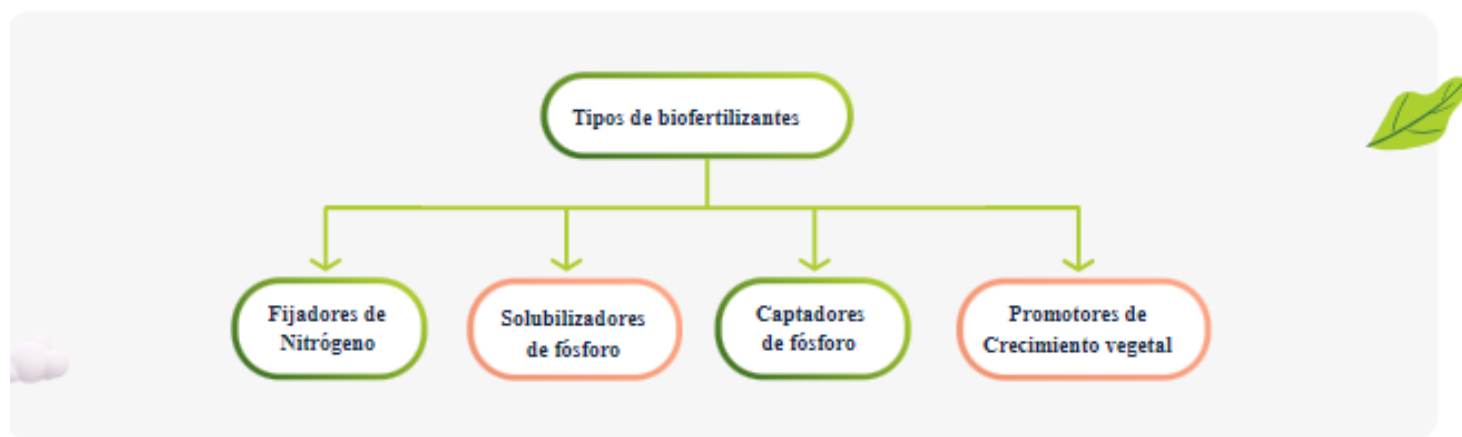 Tipos de biofertilizantes
Fijadores de
Nitrógeno
Solubilizadores
de fósforo
Captadores
de fósforo
Promotores de
Crecimiento vegetal